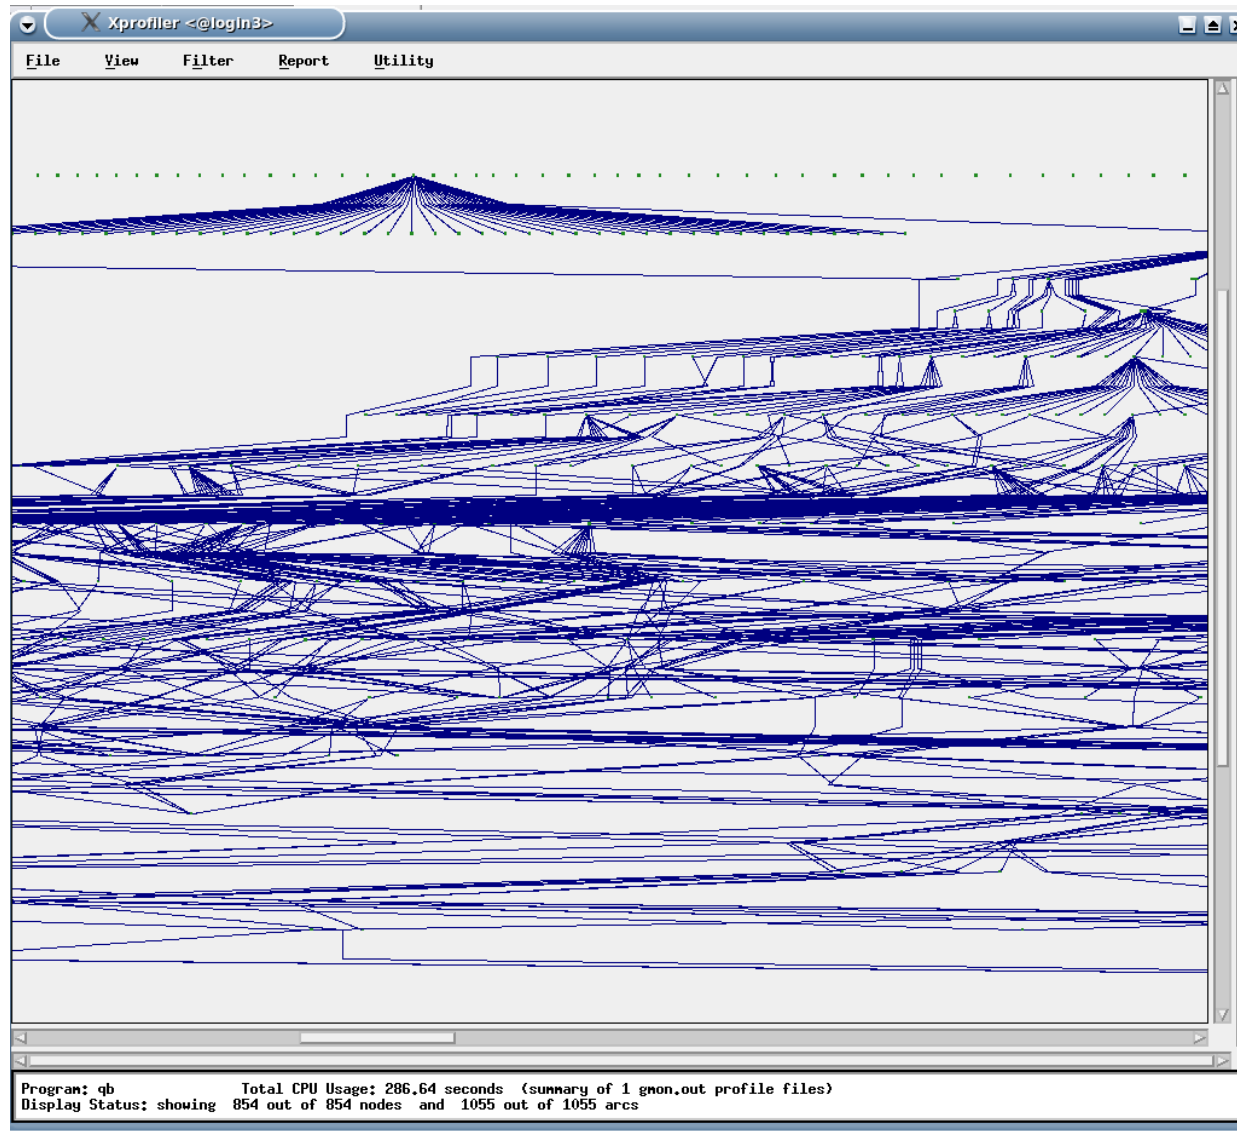 Xprofiler <@login3>
File View Filter Report Utility
Program: qb Total CPU Usage: 286.64 seconds (summary of 1 gmon.out profile files)
Display Status: showing 854 out of 854 nodes and 1055 out of 1055 arcs